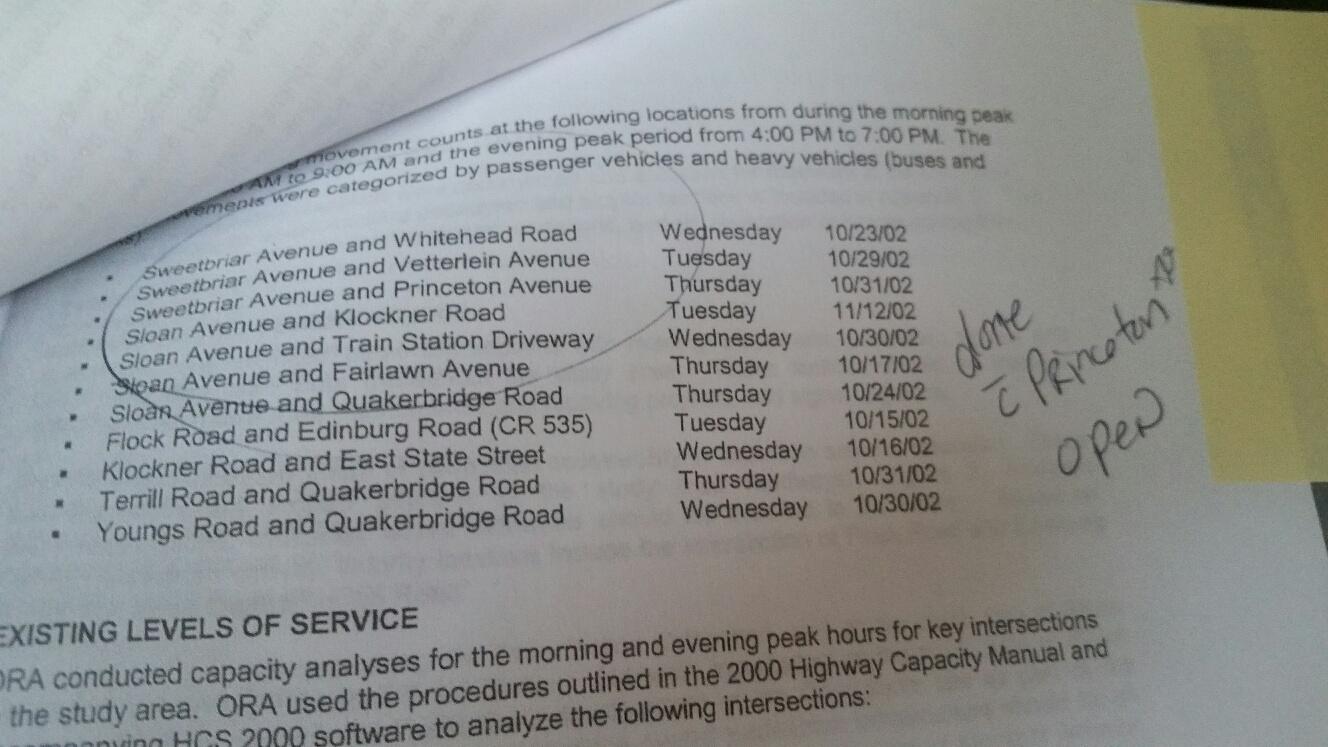 movement counts at the following locations from during the morning peak
AM to 9:00 AM and the evening peak period from 4:00 PM to 7:00 PM. The
were categorized by passenger vehicles and heavy vehicles (buses and
▪ Sweetbriar Avenue and Whitehead Road Wednesday 10/23/02
▪ Sweetbriar Avenue and Vetterlein Avenue Tuesday 10/29/02
▪ Sweetbriar Avenue and Princeton Avenue Thursday 10/31/02
▪ Sloan Avenue and Klockner Road Tuesday 11/12/02
▪ Sloan Avenue and Train Station Driveway Wednesday 10/30/02
▪ Sloan Avenue and Fairlawn Avenue Thursday 10/17/02
▪ Sloan Avenue and Quakerbridge Road Thursday 10/24/02
▪ Flock Road and Edinburg Road (CR 535) Tuesday 10/15/02
▪ Klockner Road and East State Street Wednesday 10/16/02
▪ Terrill Road and Quakerbridge Road Thursday 10/31/02
▪ Youngs Road and Quakerbridge Road Wednesday 10/30/02
done
Princeton
open
EXISTING LEVELS OF SERVICE
ORA conducted capacity analyses for the morning and evening peak hours for key intersections
the study area. ORA used the procedures outlined in the 2000 Highway Capacity Manual and
HCS 2000 software to analyze the following intersections: